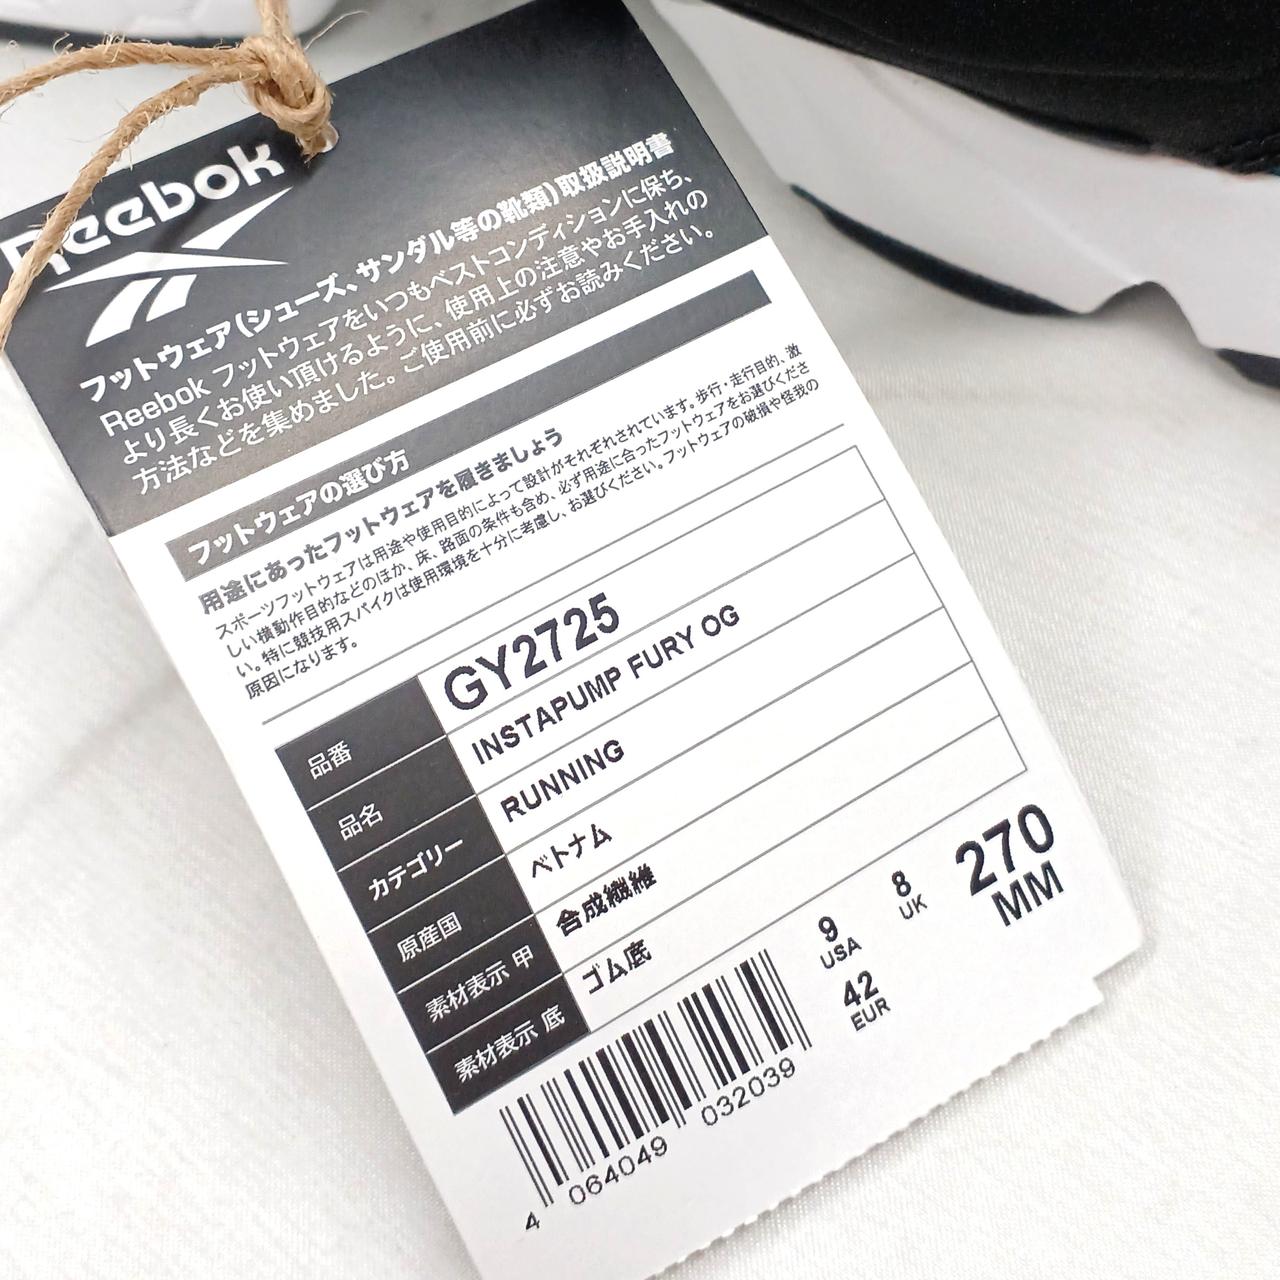 Reebok
フットウェア(シューズ、サンダル等の靴類)取扱説明書
Reebok フットウェアをいつもベストコンディションに保ち、
より長くお使い頂けるように、使用上の注意やお手入れの
方法などを集めました。ご使用前に必ずお読みください。
フットウェアの選び方
用途にあったフットウェアを履きましょう
スポーツフットウェアは用途や使用目的によって設計がそれぞれされています。歩行・走行目的、激
しい横動作目的などのほか、床、路面の条件も含め、必ず用途に合ったフットウェアをお選びくださ
い。特に競技用スパイクは使用環境を十分に考慮し、お選びください。フットウェアの破損や怪我の
原因になります。
品番 GY2725
品名 INSTAPUMP FURY OG
カテゴリー RUNNING
原産国 ベトナム
素材表示 甲 合成繊維
素材表示 底 ゴム底
9 USA 8 UK 270 MM
42 EUR
4 064049 032039